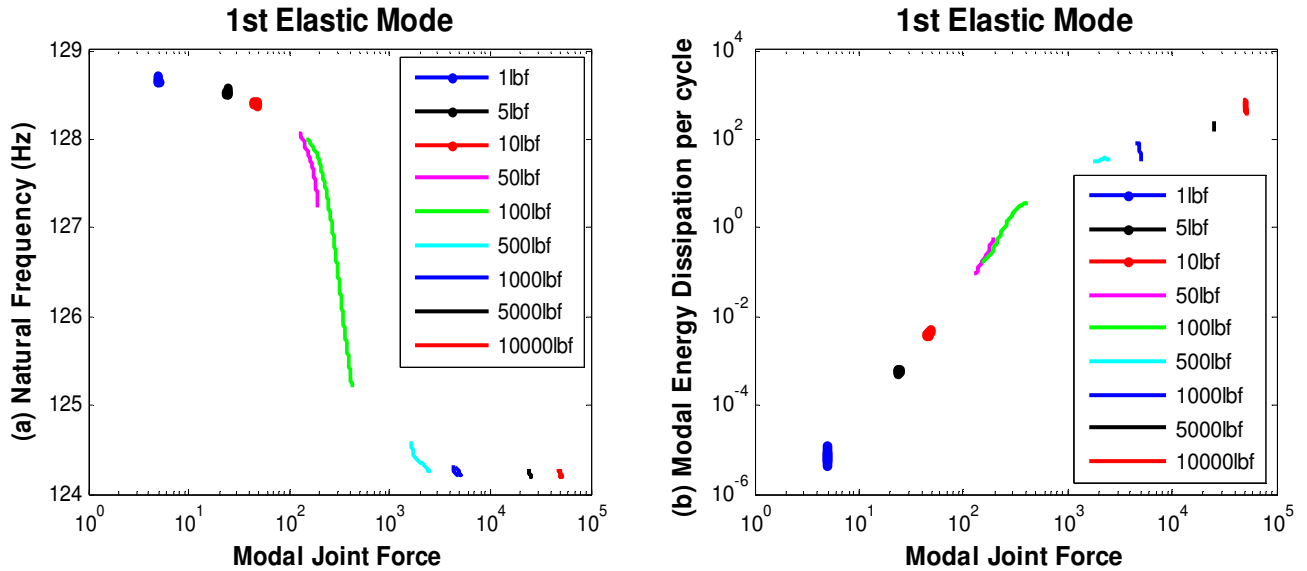 1st Elastic Mode
129
128
127
126
125
124
10^0
10^1
10^2
10^3
10^4
10^5
(a) Natural Frequency (Hz)
Modal Joint Force
1lbf
5lbf
10lbf
50lbf
100lbf
500lbf
1000lbf
5000lbf
10000lbf
1st Elastic Mode
10^4
10^2
10^0
10^-2
10^-4
10^-6
10^0
10^1
10^2
10^3
10^4
10^5
(b) Modal Energy Dissipation per cycle
Modal Joint Force
1lbf
5lbf
10lbf
50lbf
100lbf
500lbf
1000lbf
5000lbf
10000lbf